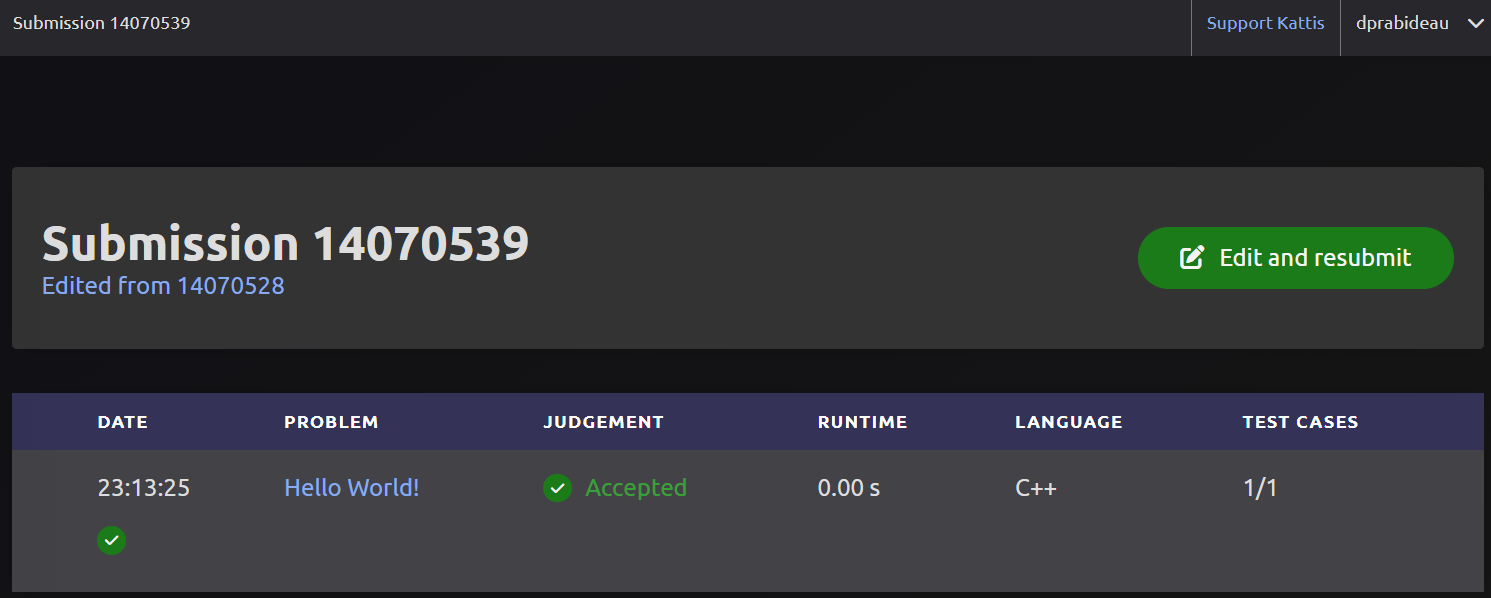 Submission 14070539 Support Kattis dprabideau
Submission 14070539
Edited from 14070528
Edit and resubmit
DATE PROBLEM JUDGEMENT RUNTIME LANGUAGE TEST CASES
23:13:25 Hello World! Accepted 0.00 s C++ 1/1